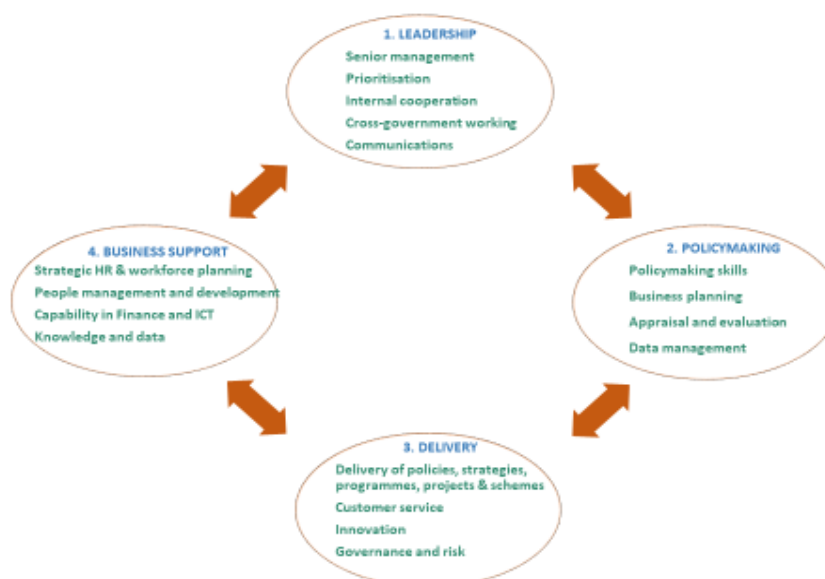 1. LEADERSHIP
Senior management
Prioritisation
Internal cooperation
Cross-government working
Communications
2. POLICYMAKING
Policymaking skills
Business planning
Appraisal and evaluation
Data management
3. DELIVERY
Delivery of policies, strategies,
programmes, projects & schemes
Customer service
Innovation
Governance and risk
4. BUSINESS SUPPORT
Strategic HR & workforce planning
People management and development
Capability in Finance and ICT
Knowledge and data